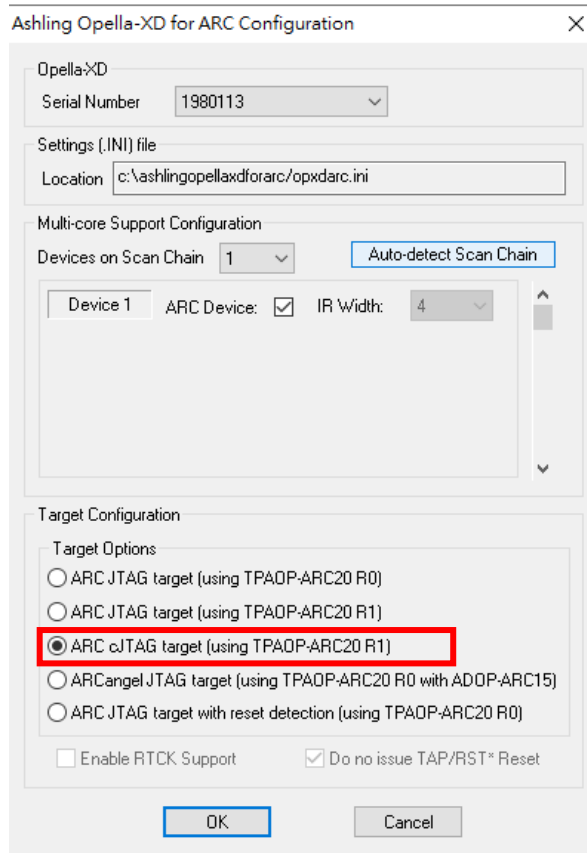 Ashling Opella-XD for ARC Configuration
Opella-XD
Serial Number 1980113
Settings (.INI) file
Location c:\ashlingopellaxdforarc/opxdarc.ini
Multi-core Support Configuration
Devices on Scan Chain 1 Auto-detect Scan Chain
Device 1 ARC Device: IR Width: 4
Target Configuration
Target Options
ARC JTAG target (using TPAOP-ARC20 R0)
ARC JTAG target (using TPAOP-ARC20 R1)
ARC cJTAG target (using TPAOP-ARC20 R1)
ARCangel JTAG target (using TPAOP-ARC20 R0 with ADOP-ARC15)
ARC JTAG target with reset detection (using TPAOP-ARC20 R0)
Enable RTCK Support Do no issue TAP/RST* Reset
OK Cancel